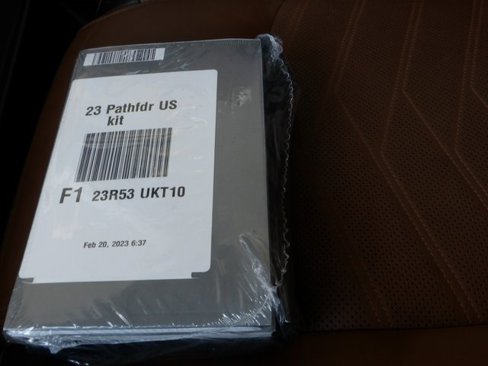 23 Pathfdr US
kit
F1 23R53 UKT10
Feb 20, 2023 6:37